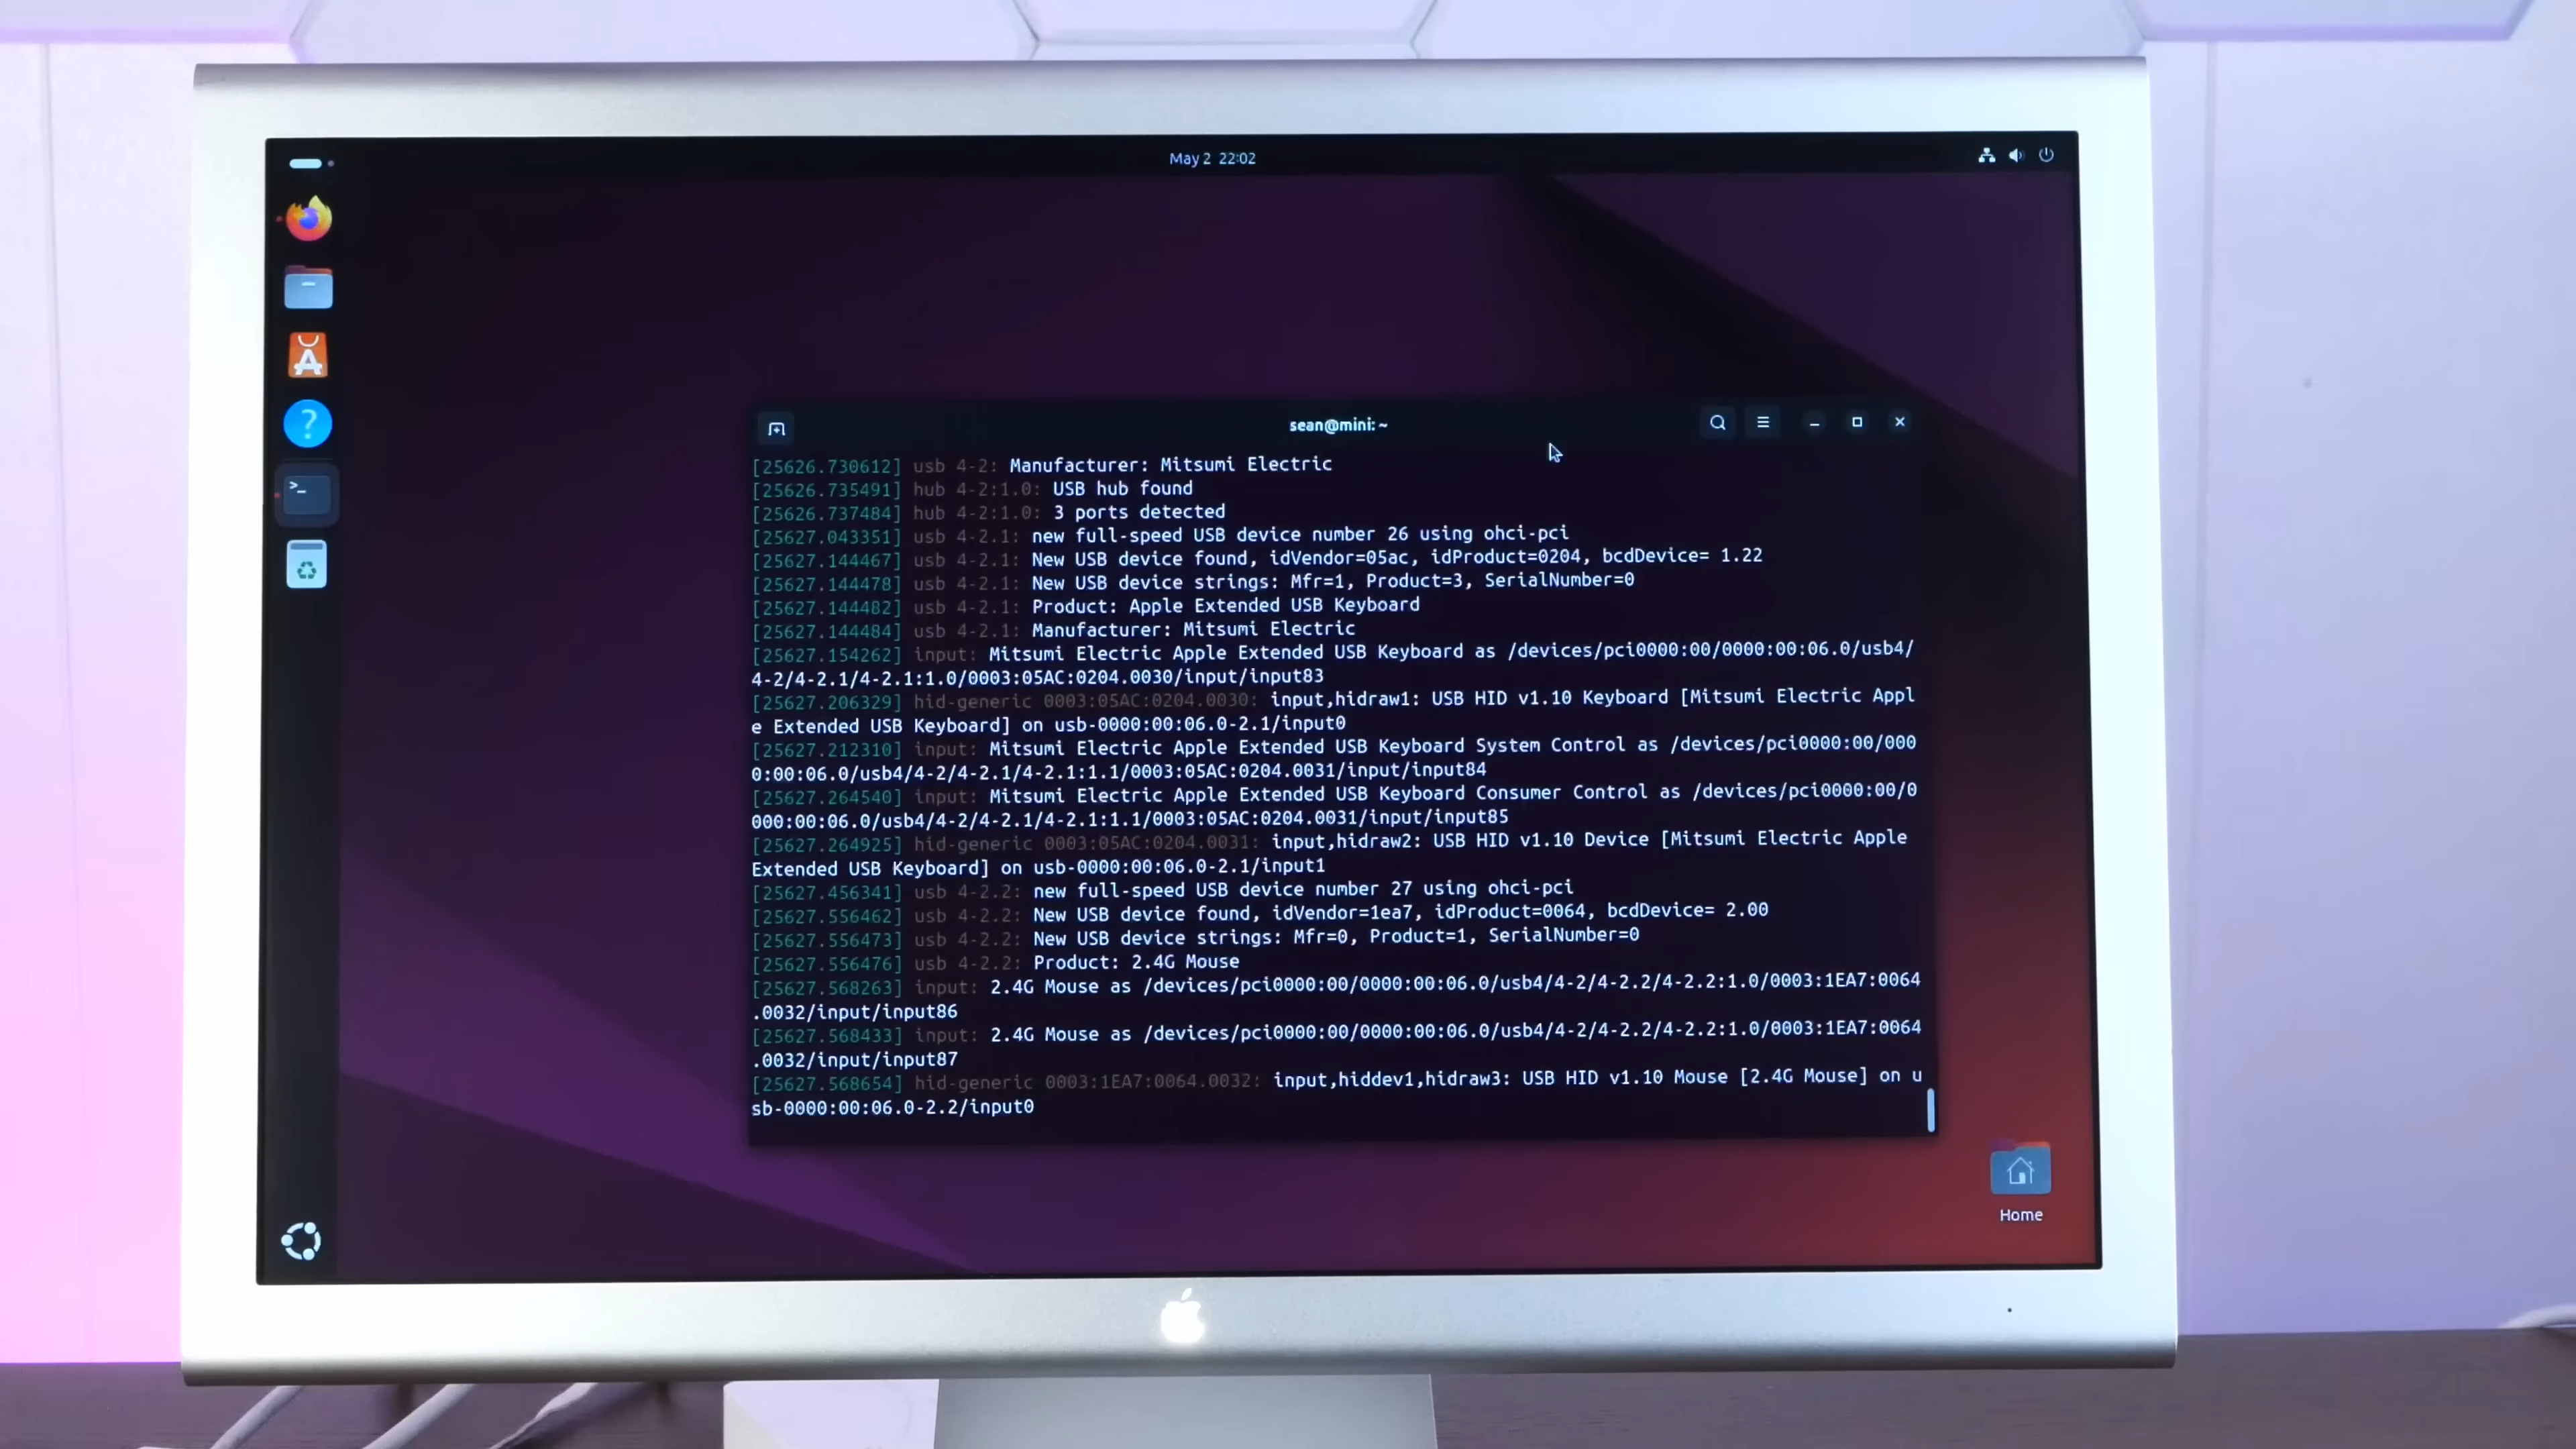 May 2 22:02
sean@mini: ~
[25626.730612] usb 4-2: Manufacturer: Mitsumi Electric
[25626.735491] hub 4-2:1.0: USB hub found
[25626.737484] hub 4-2:1.0: 3 ports detected
[25627.043351] usb 4-2.1: new full-speed USB device number 26 using ohci-pci
[25627.144467] usb 4-2.1: New USB device found, idVendor=05ac, idProduct=0204, bcdDevice= 1.22
[25627.144478] usb 4-2.1: New USB device strings: Mfr=1, Product=3, SerialNumber=0
[25627.144482] usb 4-2.1: Product: Apple Extended USB Keyboard
[25627.144484] usb 4-2.1: Manufacturer: Mitsumi Electric
[25627.154262] input: Mitsumi Electric Apple Extended USB Keyboard as /devices/pci0000:00/0000:00:06.0/usb4/
4-2/4-2.1/4-2.1:1.0/0003:05AC:0204.0030/input/input83
[25627.206329] hid-generic 0003:05AC:0204.0030: input,hidraw1: USB HID v1.10 Keyboard [Mitsumi Electric Appl
e Extended USB Keyboard] on usb-0000:00:06.0-2.1/input0
[25627.212310] input: Mitsumi Electric Apple Extended USB Keyboard System Control as /devices/pci0000:00/000
0:00:06.0/usb4/4-2/4-2.1/4-2.1:1.1/0003:05AC:0204.0031/input/input84
[25627.264540] input: Mitsumi Electric Apple Extended USB Keyboard Consumer Control as /devices/pci0000:00/0
000:00:06.0/usb4/4-2/4-2.1/4-2.1:1.1/0003:05AC:0204.0031/input/input85
[25627.264925] hid-generic 0003:05AC:0204.0031: input,hidraw2: USB HID v1.10 Device [Mitsumi Electric Apple
Extended USB Keyboard] on usb-0000:00:06.0-2.1/input1
[25627.456341] usb 4-2.2: new full-speed USB device number 27 using ohci-pci
[25627.556462] usb 4-2.2: New USB device found, idVendor=1ea7, idProduct=0064, bcdDevice= 2.00
[25627.556473] usb 4-2.2: New USB device strings: Mfr=0, Product=1, SerialNumber=0
[25627.556476] usb 4-2.2: Product: 2.4G Mouse
[25627.568263] input: 2.4G Mouse as /devices/pci0000:00/0000:00:06.0/usb4/4-2/4-2.2/4-2.2:1.0/0003:1EA7:0064
.0032/input/input86
[25627.568433] input: 2.4G Mouse as /devices/pci0000:00/0000:00:06.0/usb4/4-2/4-2.2/4-2.2:1.0/0003:1EA7:0064
.0032/input/input87
[25627.568654] hid-generic 0003:1EA7:0064.0032: input,hiddev1,hidraw3: USB HID v1.10 Mouse [2.4G Mouse] on u
sb-0000:00:06.0-2.2/input0
Home